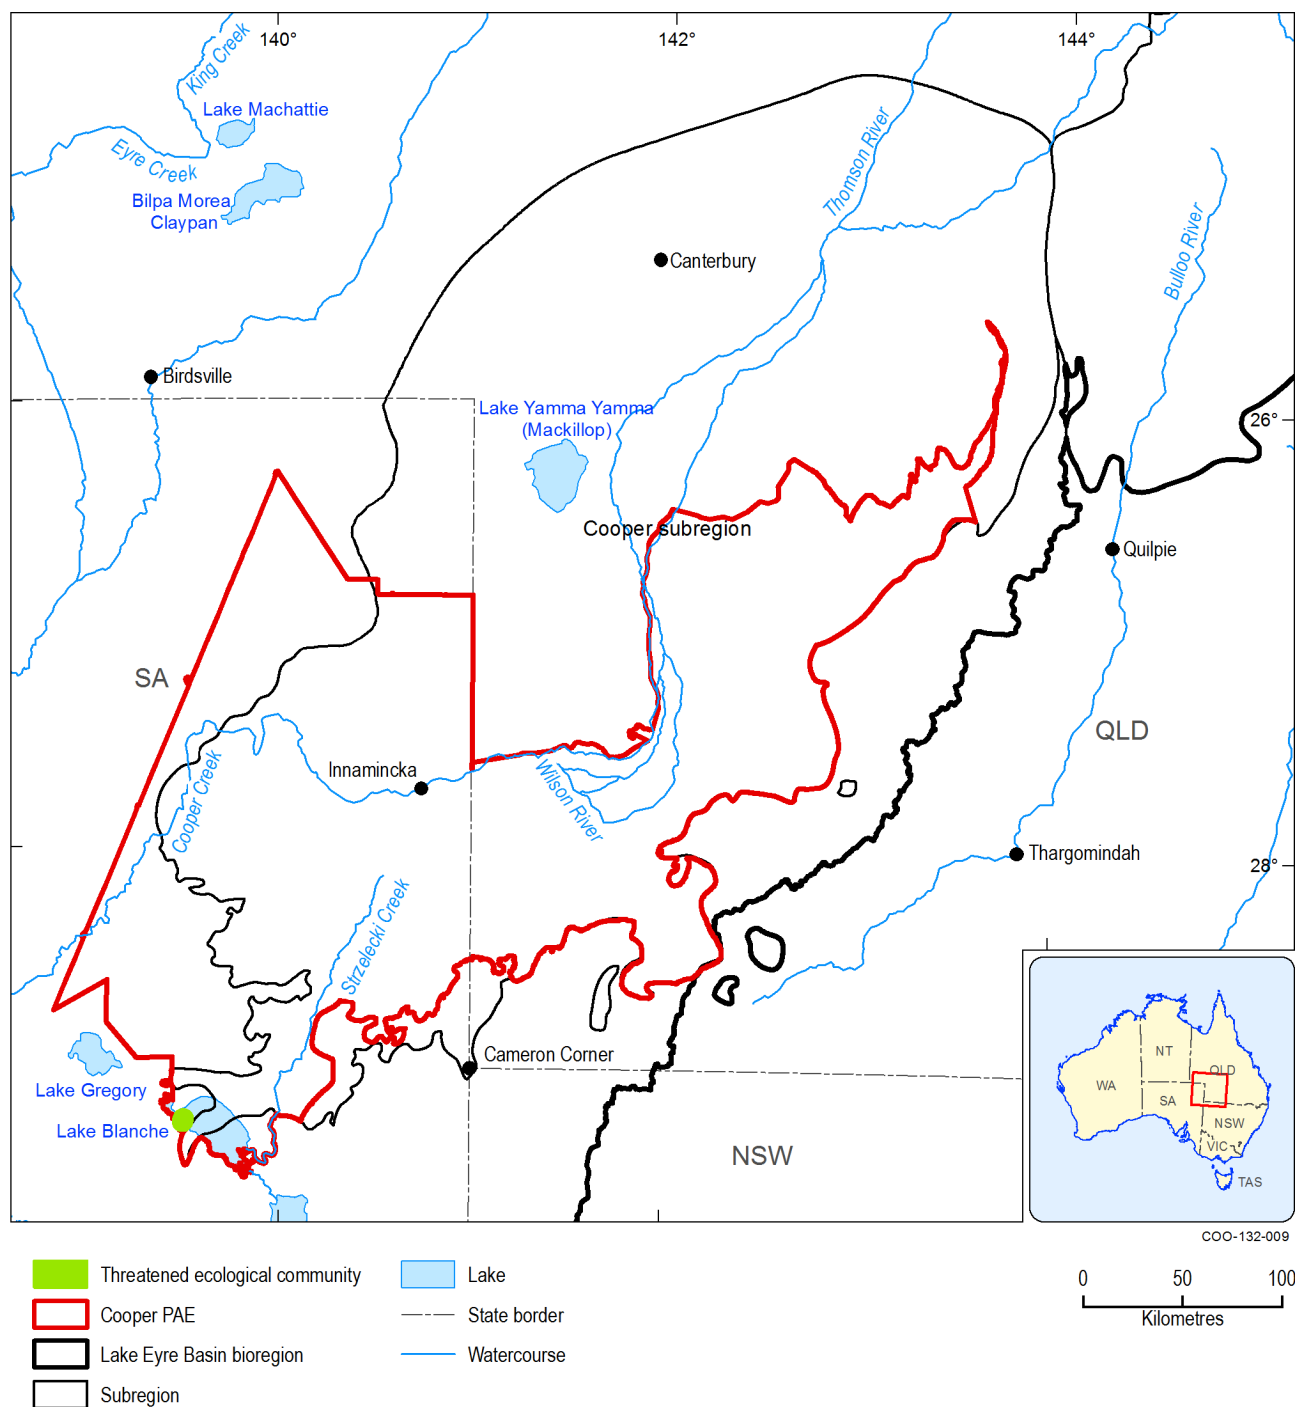 140°
142°
144°
King Creek
Lake Machattie
Eyre Creek
Bilpa Morea
Claypan
Thomson River
Bulloo River
Canterbury
Birdsville
Lake Yamma Yamma
(Mackillop)
26°
Cooper subregion
Quilpie
SA
QLD
Innamincka
Wilson River
Cooper Creek
Thargomindah
28°
Strzelecki Creek
Cameron Corner
Lake Gregory
Lake Blanche
NSW
NT
QLD
WA
SA
NSW
VIC
TAS
COO-132-009
Threatened ecological community
Cooper PAE
Lake Eyre Basin bioregion
Subregion
Lake
State border
Watercourse
0 50 100
Kilometres